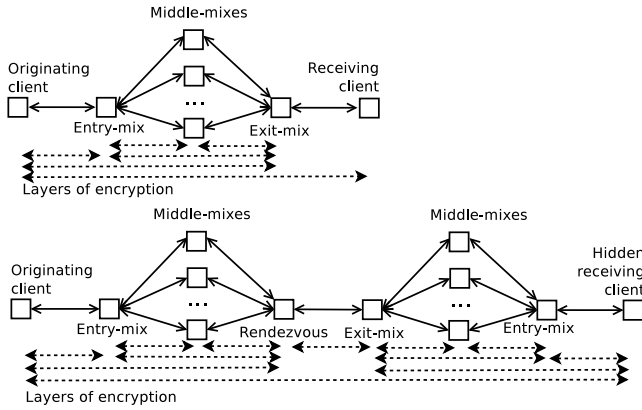 Middle-mixes
Originating
client
Receiving
client
...
Entry-mix
Exit-mix
Layers of encryption
Middle-mixes
Middle-mixes
Originating
client
Hidden
receiving
client
...
...
Entry-mix
Rendezvous
Exit-mix
Entry-mix
Layers of encryption